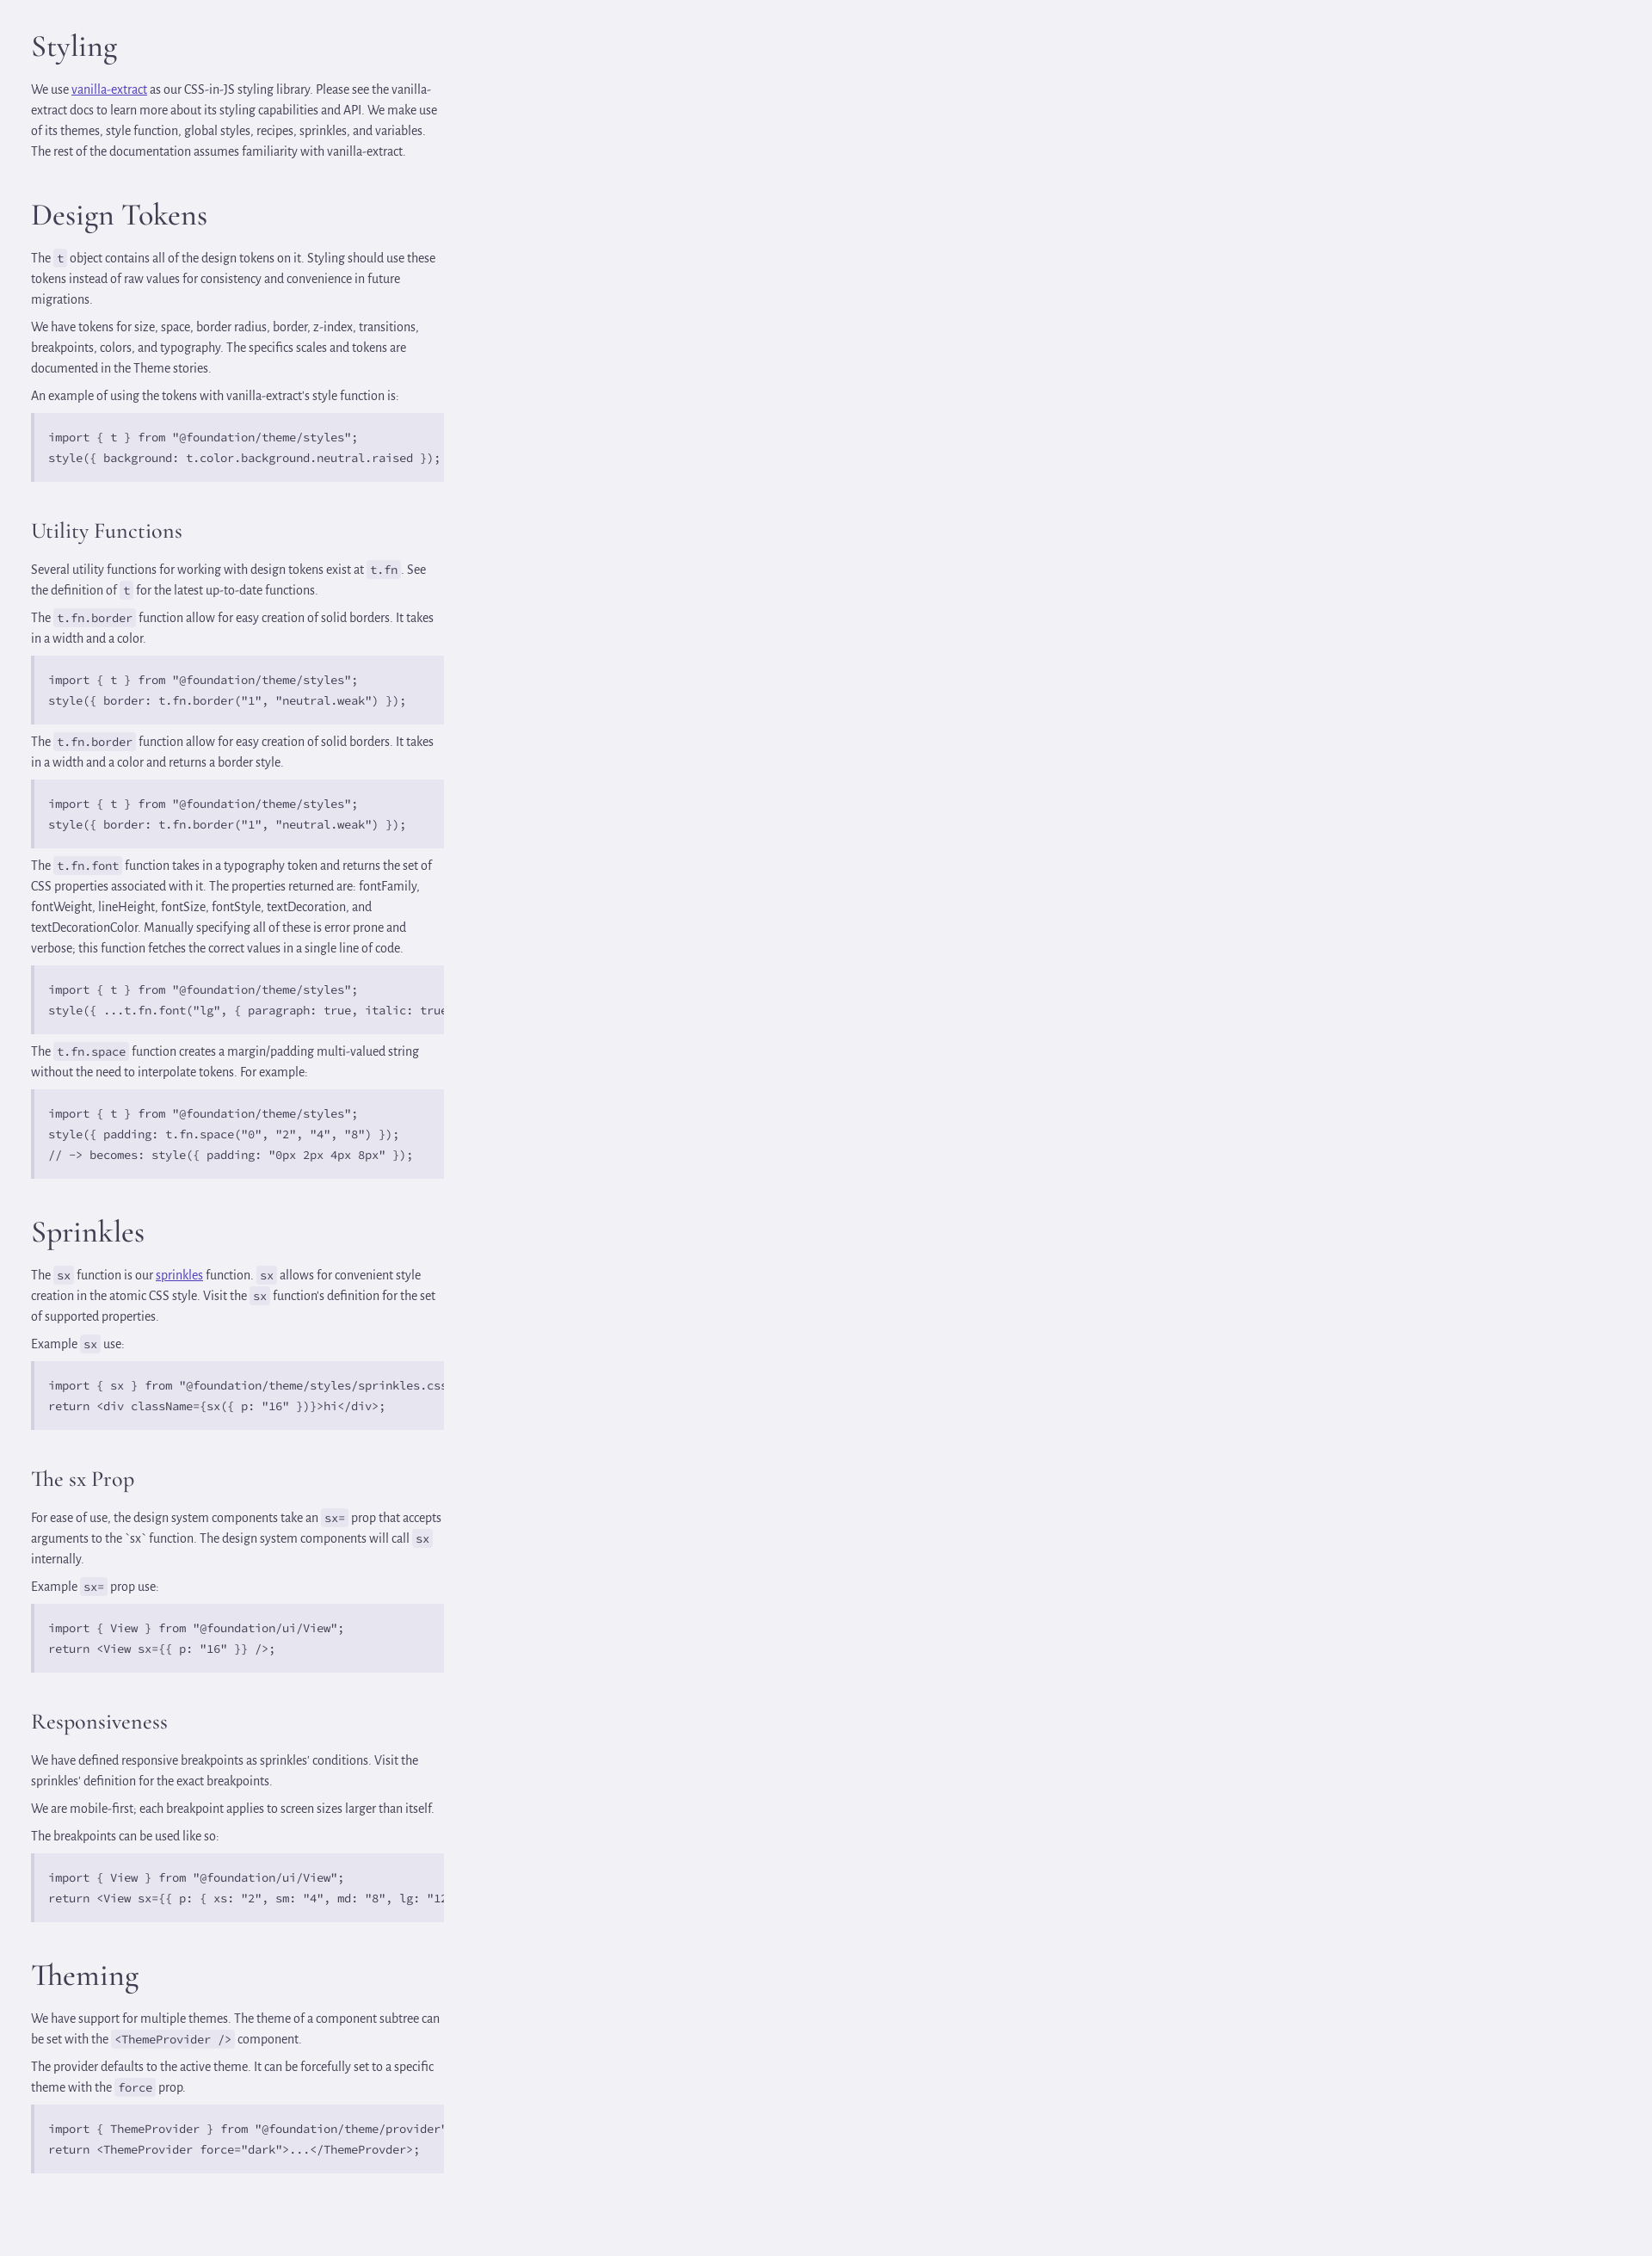 Styling
We use vanilla-extract as our CSS-in-JS styling library. Please see the vanilla-
extract docs to learn more about its styling capabilities and API. We make use
of its themes, style function, global styles, recipes, sprinkles, and variables.
The rest of the documentation assumes familiarity with vanilla-extract.
Design Tokens
The t object contains all of the design tokens on it. Styling should use these
tokens instead of raw values for consistency and convenience in future
migrations.
We have tokens for size, space, border radius, border, z-index, transitions,
breakpoints, colors, and typography. The specifics scales and tokens are
documented in the Theme stories.
An example of using the tokens with vanilla-extract's style function is:
import { t } from "@foundation/theme/styles";
style({ background: t.color.background.neutral.raised });
Utility Functions
Several utility functions for working with design tokens exist at t.fn. See
the definition of t for the latest up-to-date functions.
The t.fn.border function allow for easy creation of solid borders. It takes
in a width and a color.
import { t } from "@foundation/theme/styles";
style({ border: t.fn.border("1", "neutral.weak") });
The t.fn.border function allow for easy creation of solid borders. It takes
in a width and a color and returns a border style.
import { t } from "@foundation/theme/styles";
style({ border: t.fn.border("1", "neutral.weak") });
The t.fn.font function takes in a typography token and returns the set of
CSS properties associated with it. The properties returned are: fontFamily,
fontWeight, lineHeight, fontSize, fontStyle, textDecoration, and
textDecorationColor. Manually specifying all of these is error prone and
verbose; this function fetches the correct values in a single line of code.
import { t } from "@foundation/theme/styles";
style({ ...t.fn.font("lg", { paragraph: true, italic: true
The t.fn.space function creates a margin/padding multi-valued string
without the need to interpolate tokens. For example:
import { t } from "@foundation/theme/styles";
style({ padding: t.fn.space("0", "2", "4", "8") });
// -> becomes: style({ padding: "0px 2px 4px 8px" });
Sprinkles
The sx function is our sprinkles function. sx allows for convenient style
creation in the atomic CSS style. Visit the sx function's definition for the set
of supported properties.
Example sx use:
import { sx } from "@foundation/theme/styles/sprinkles.css
return <div className={sx({ p: "16" })}>hi</div>;
The sx Prop
For ease of use, the design system components take an sx= prop that accepts
arguments to the `sx` function. The design system components will call sx
internally.
Example sx= prop use:
import { View } from "@foundation/ui/View";
return <View sx={{ p: "16" }} />;
Responsiveness
We have defined responsive breakpoints as sprinkles' conditions. Visit the
sprinkles' definition for the exact breakpoints.
We are mobile-first; each breakpoint applies to screen sizes larger than itself.
The breakpoints can be used like so:
import { View } from "@foundation/ui/View";
return <View sx={{ p: { xs: "2", sm: "4", md: "8", lg: "12
Theming
We have support for multiple themes. The theme of a component subtree can
be set with the <ThemeProvider /> component.
The provider defaults to the active theme. It can be forcefully set to a specific
theme with the force prop.
import { ThemeProvider } from "@foundation/theme/provider"
return <ThemeProvider force="dark">...</ThemeProvder>;